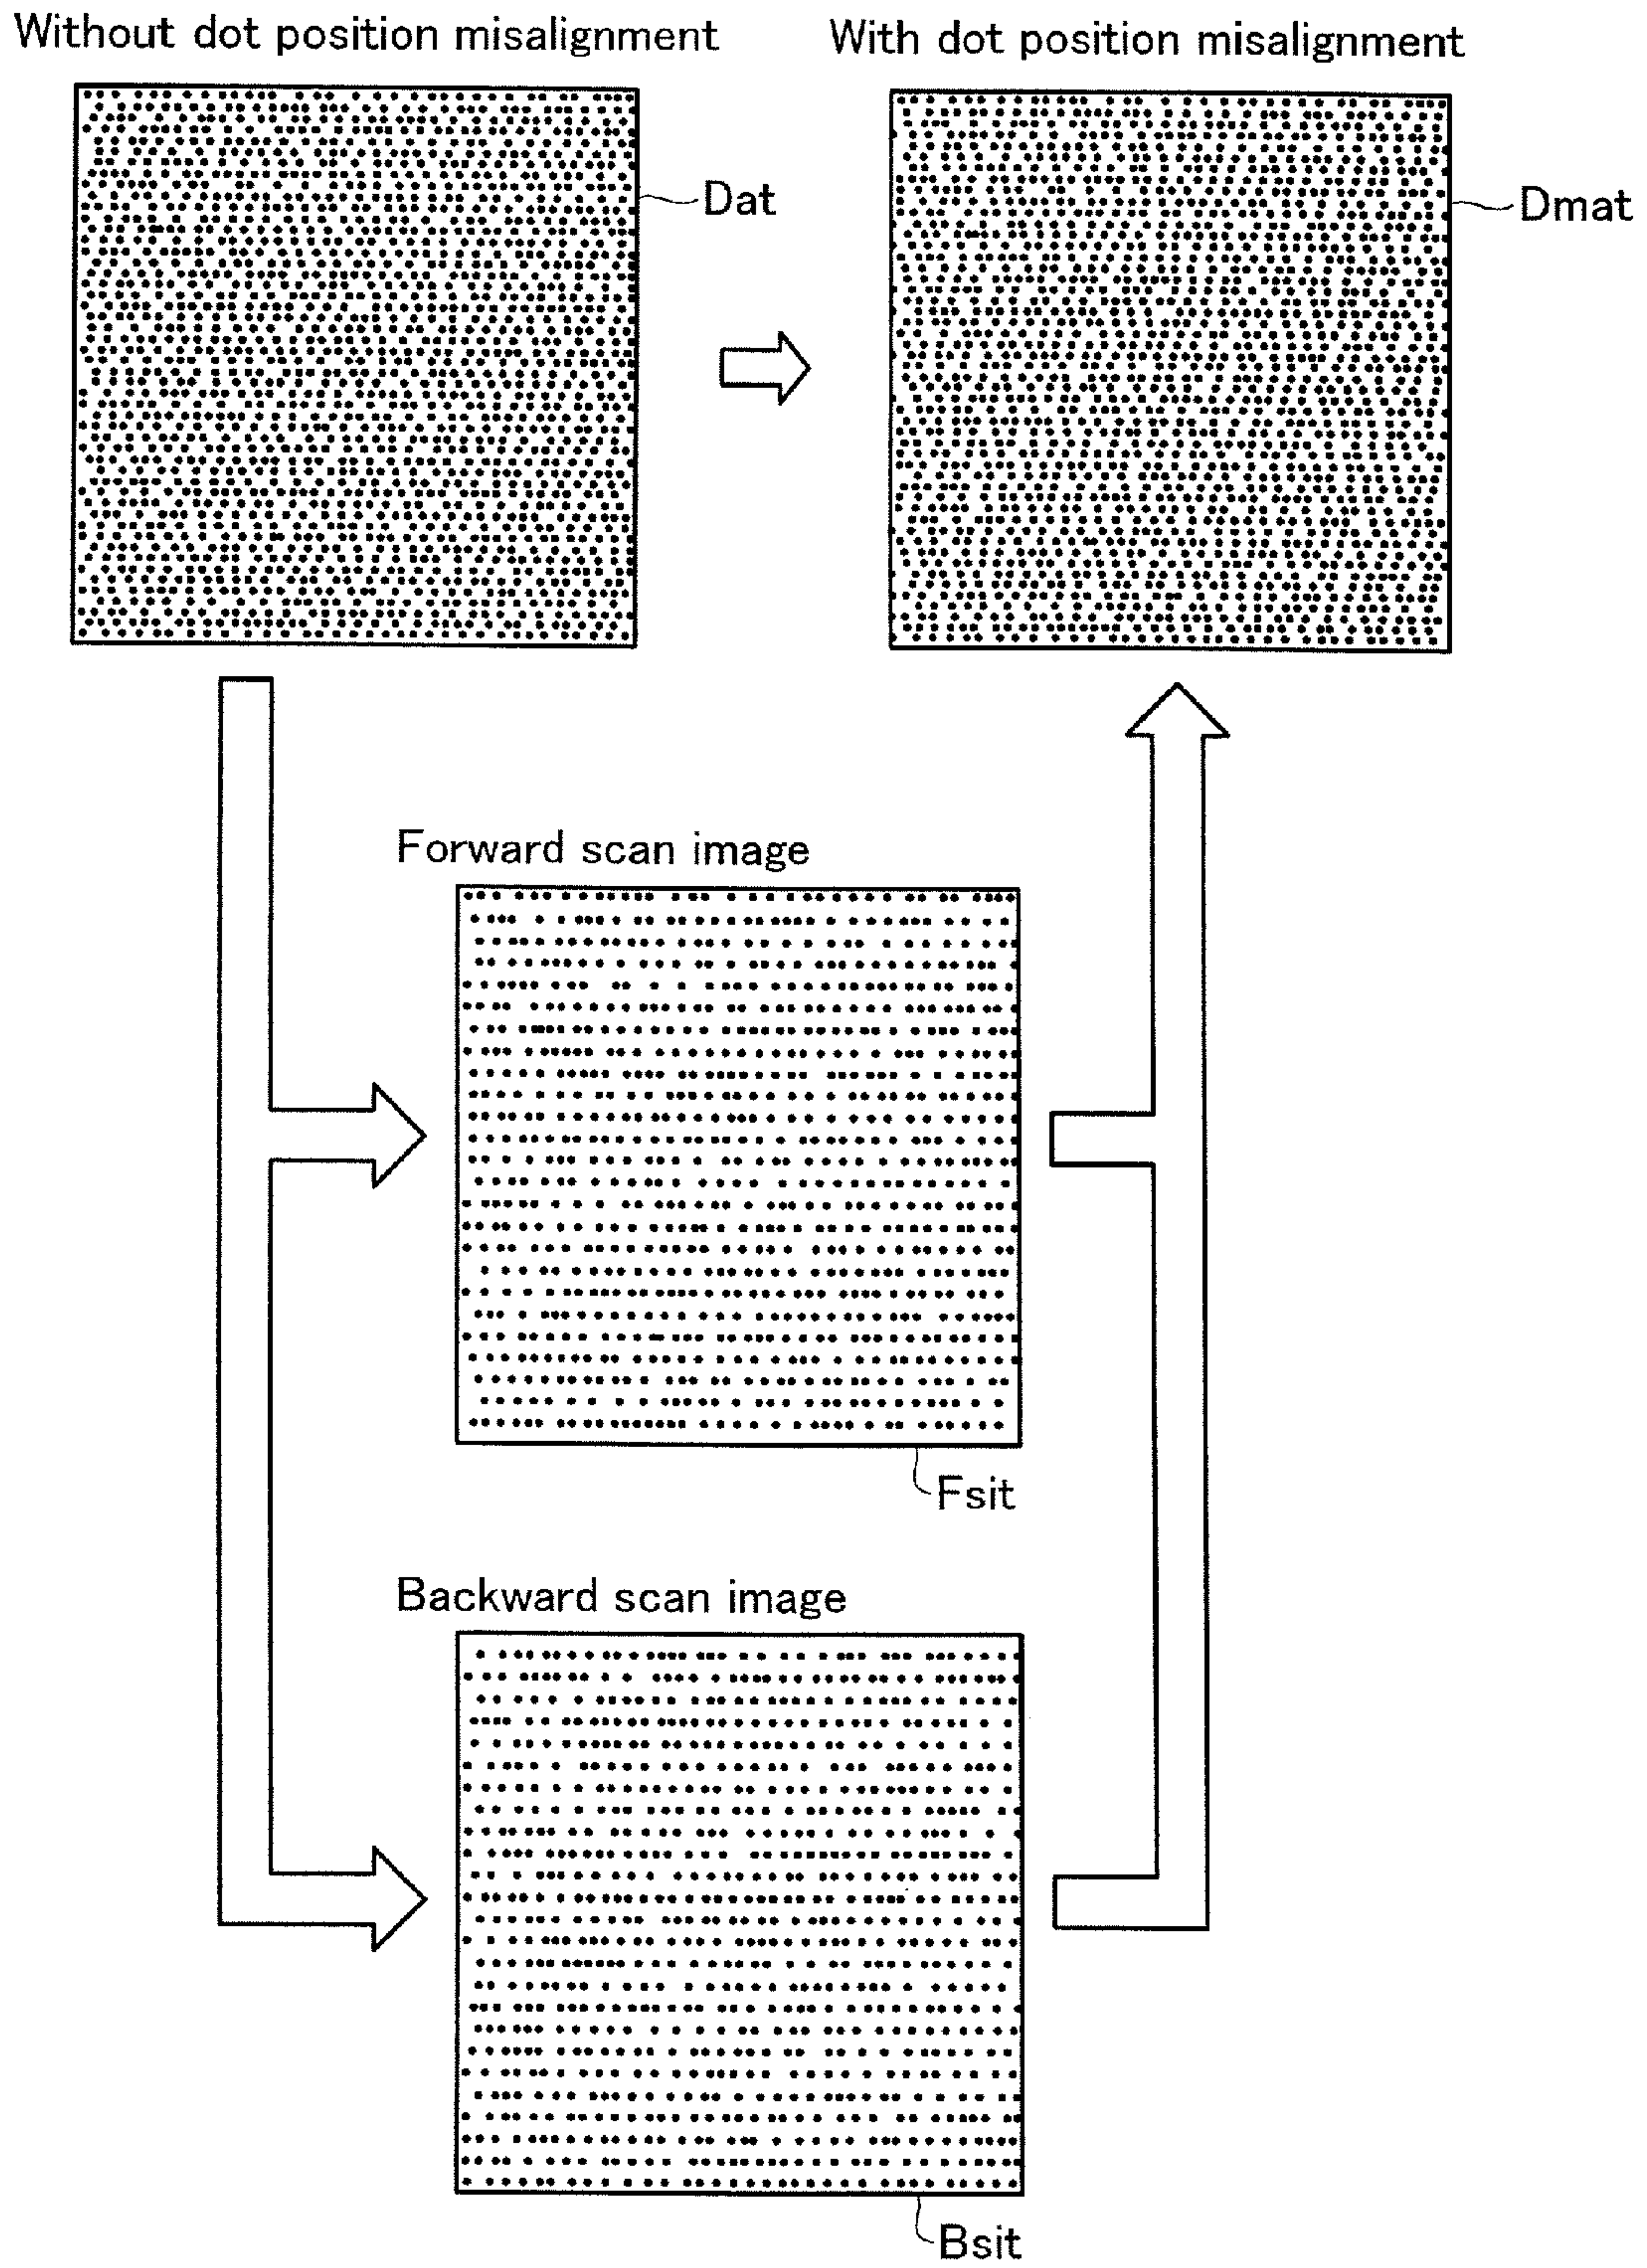 Without dot position misalignment
With dot position misalignment
Dat
Dmat
Forward scan image
Fsit
Backward scan image
Bsit